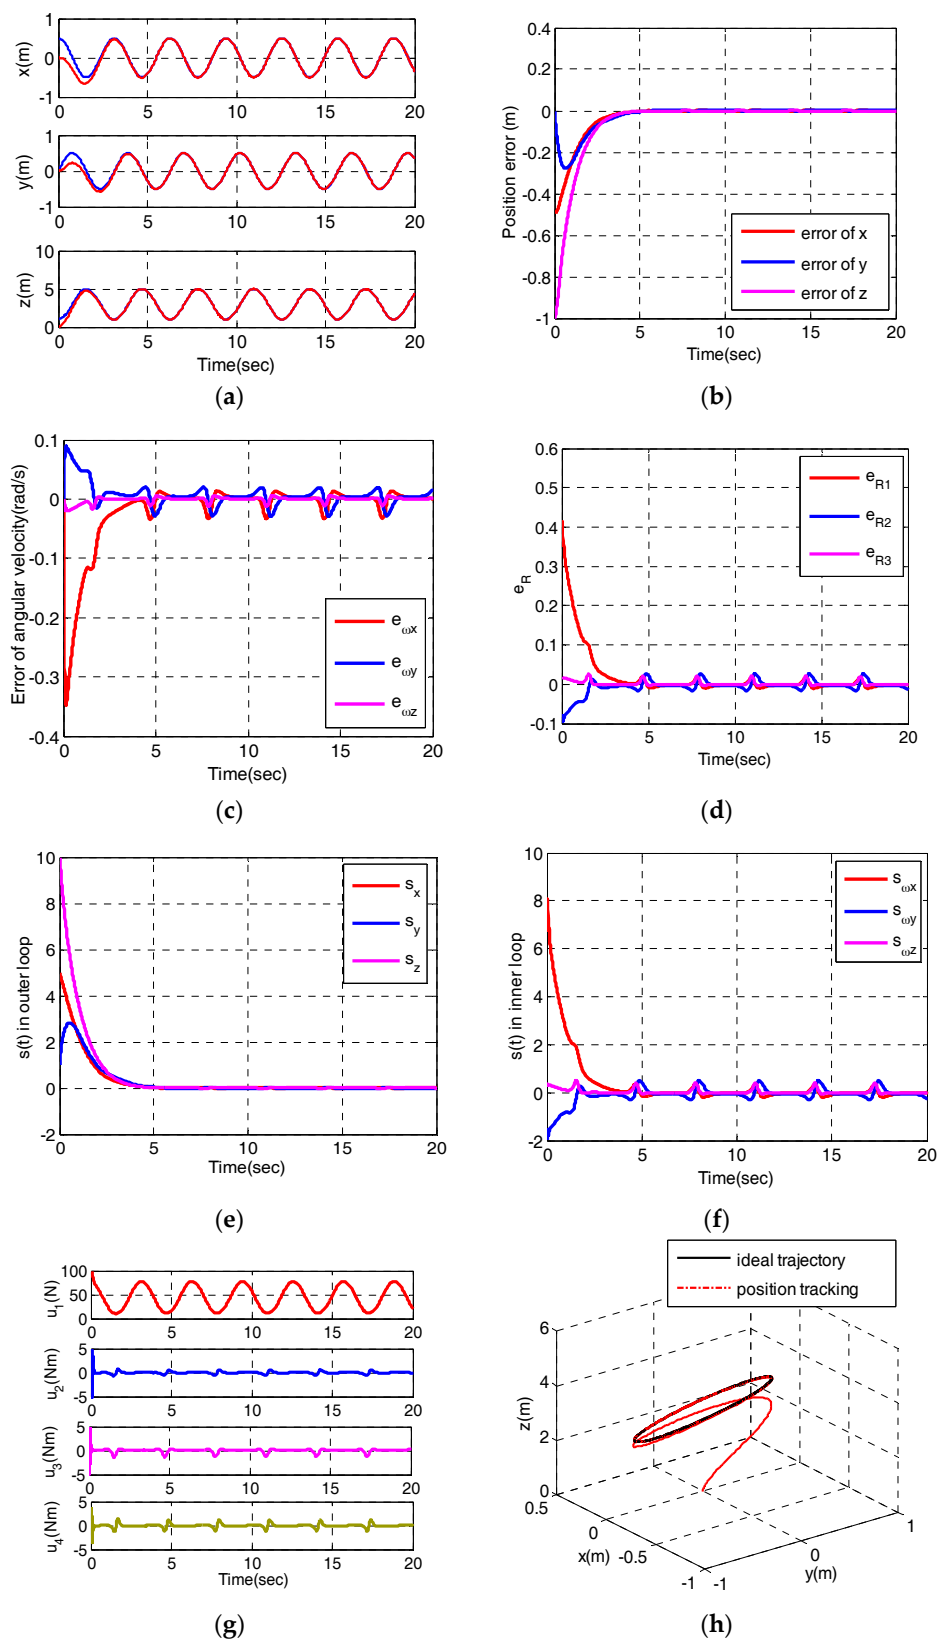 1
x(m)
0
-1
0 5 10 15 20
1
y(m)
0
-1
0 5 10 15 20
10
z(m)
5
0
0 5 10 15 20
Time(sec)
(a)
0.4
0.2
0
-0.2
-0.4
-0.6
-0.8
-1
Position error (m)
error of x
error of y
error of z
0 5 10 15 20
Time(sec)
(b)
0.1
0
-0.1
-0.2
-0.3
-0.4
Error of angular velocity(rad/s)
eωx
eωy
eωz
0 5 10 15 20
Time(sec)
(c)
0.6
0.5
0.4
0.3
0.2
0.1
0
-0.1
eR
eR1
eR2
eR3
0 5 10 15 20
Time(sec)
(d)
10
8
6
4
2
0
-2
s(t) in outer loop
sx
sy
sz
0 5 10 15 20
Time(sec)
(e)
10
8
6
4
2
0
-2
s(t) in inner loop
sωx
sωy
sωz
0 5 10 15 20
Time(sec)
(f)
100
50
0
u1(N)
0 5 10 15 20
5
0
-5
u2(Nm)
0 5 10 15 20
5
0
-5
u3(Nm)
0 5 10 15 20
5
0
-5
u4(Nm)
0 5 10 15 20
Time(sec)
(g)
ideal trajectory
position tracking
6
4
2
0
z(m)
0.5
0
-0.5
-1
x(m)
-1
0
1
y(m)
(h)